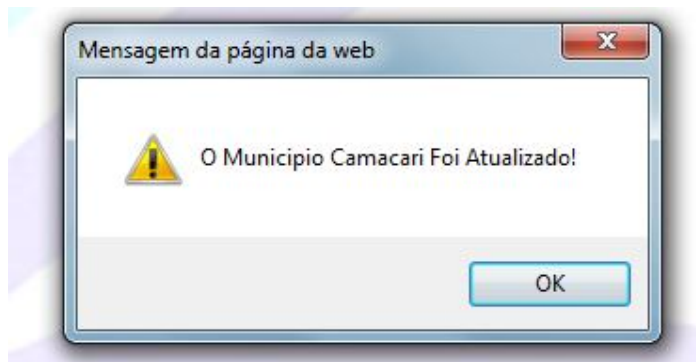 Mensagem da página da web
O Municipio Camacari Foi Atualizado!
OK